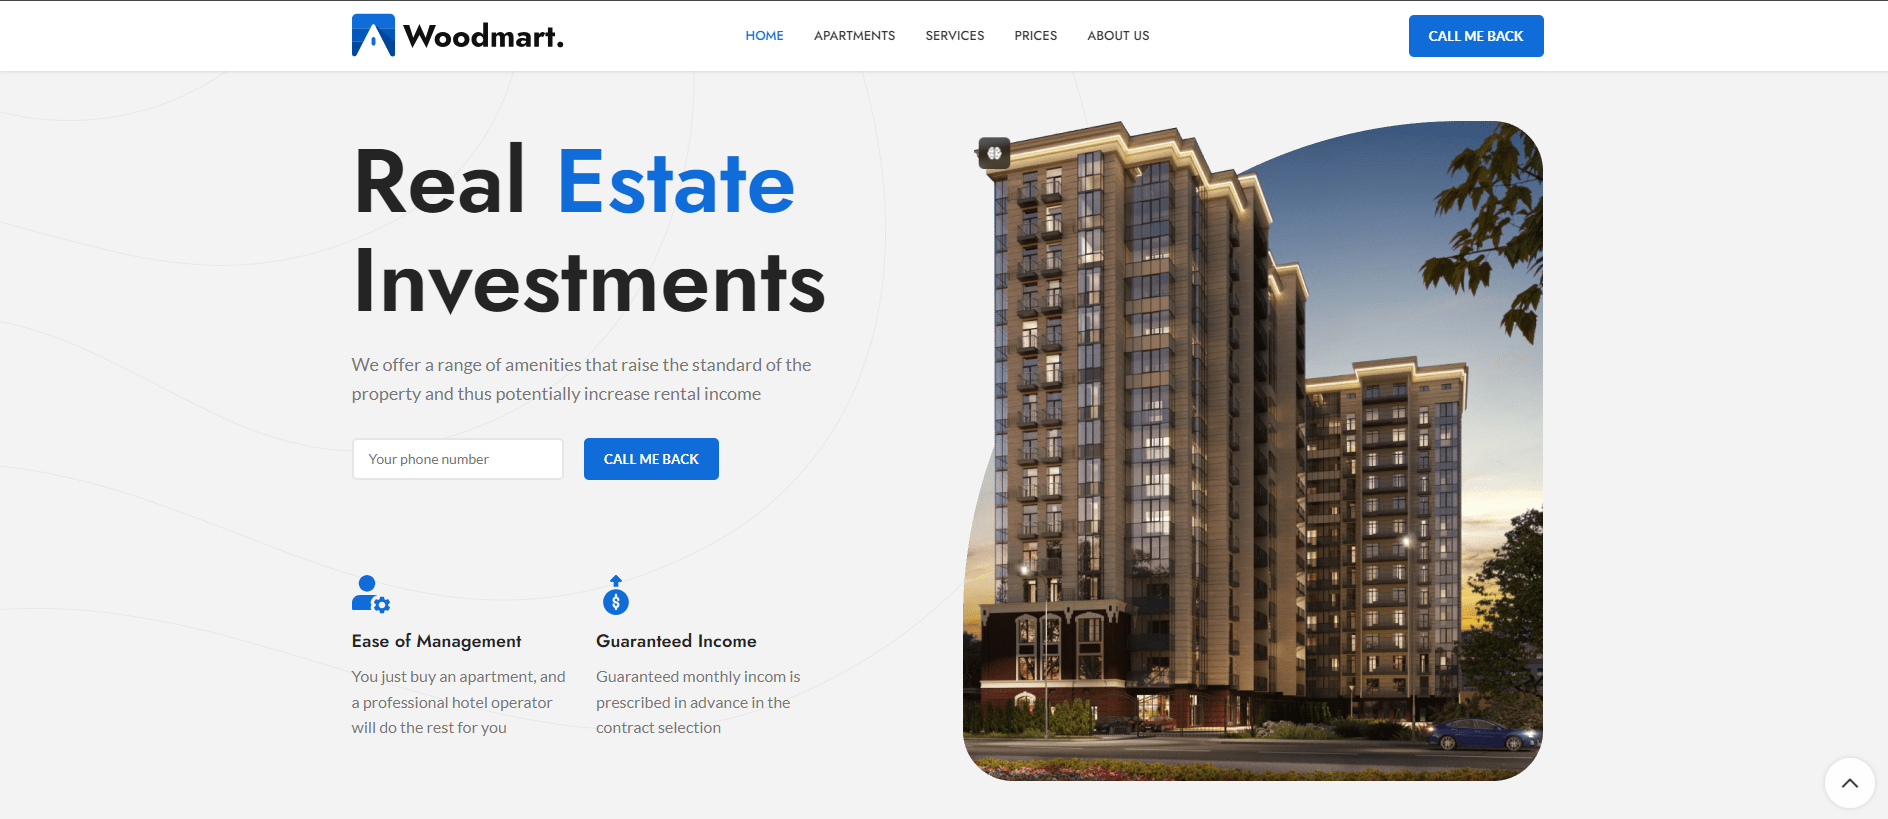 Woodmart.
HOME
APARTMENTS
SERVICES
PRICES
ABOUT US
CALL ME BACK
Real Estate
Investments
We offer a range of amenities that raise the standard of the
property and thus potentially increase rental income
Your phone number
CALL ME BACK
Ease of Management
You just buy an apartment, and
a professional hotel operator
will do the rest for you
Guaranteed Income
Guaranteed monthly incom is
prescribed in advance in the
contract selection